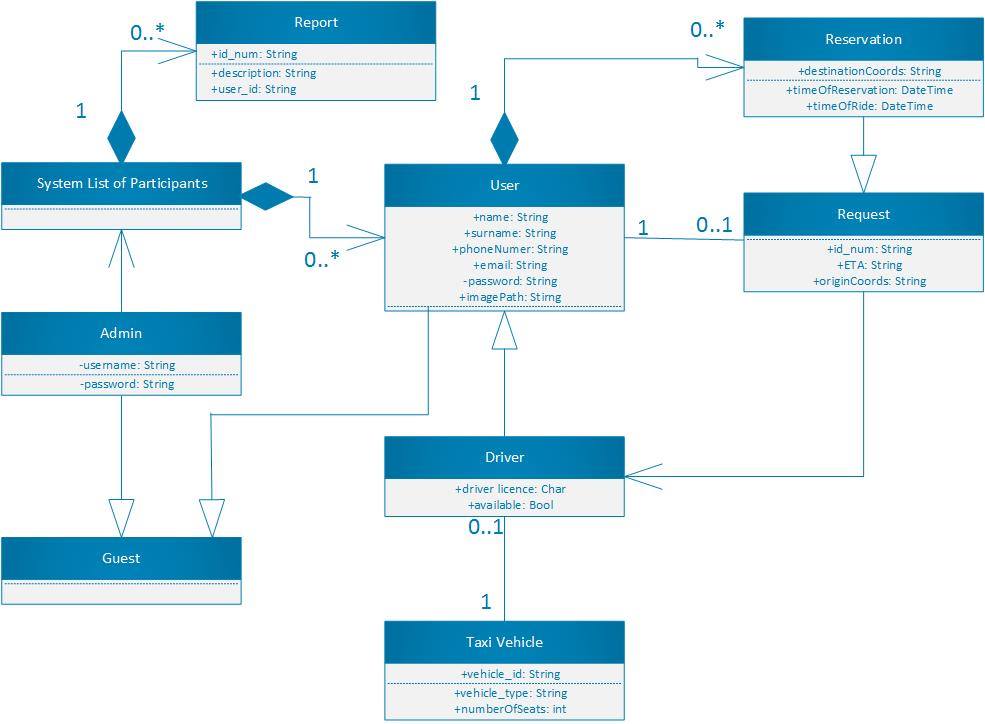 Report
+id_num: String
+description: String
+user_id: String
0..*
1
Reservation
+destinationCoords: String
+timeOfReservation: DateTime
+timeOfRide: DateTime
0..*
1
System List of Participants
1
0..*
User
+name: String
+surname: String
+phoneNumer: String
+email: String
-password: String
+imagePath: Stirng
1
0..1
Request
+id_num: String
+ETA: String
+originCoords: String
Admin
-username: String
-password: String
Driver
+driver licence: Char
+available: Bool
0..1
Guest
1
Taxi Vehicle
+vehicle_id: String
+vehicle_type: String
+numberOfSeats: int